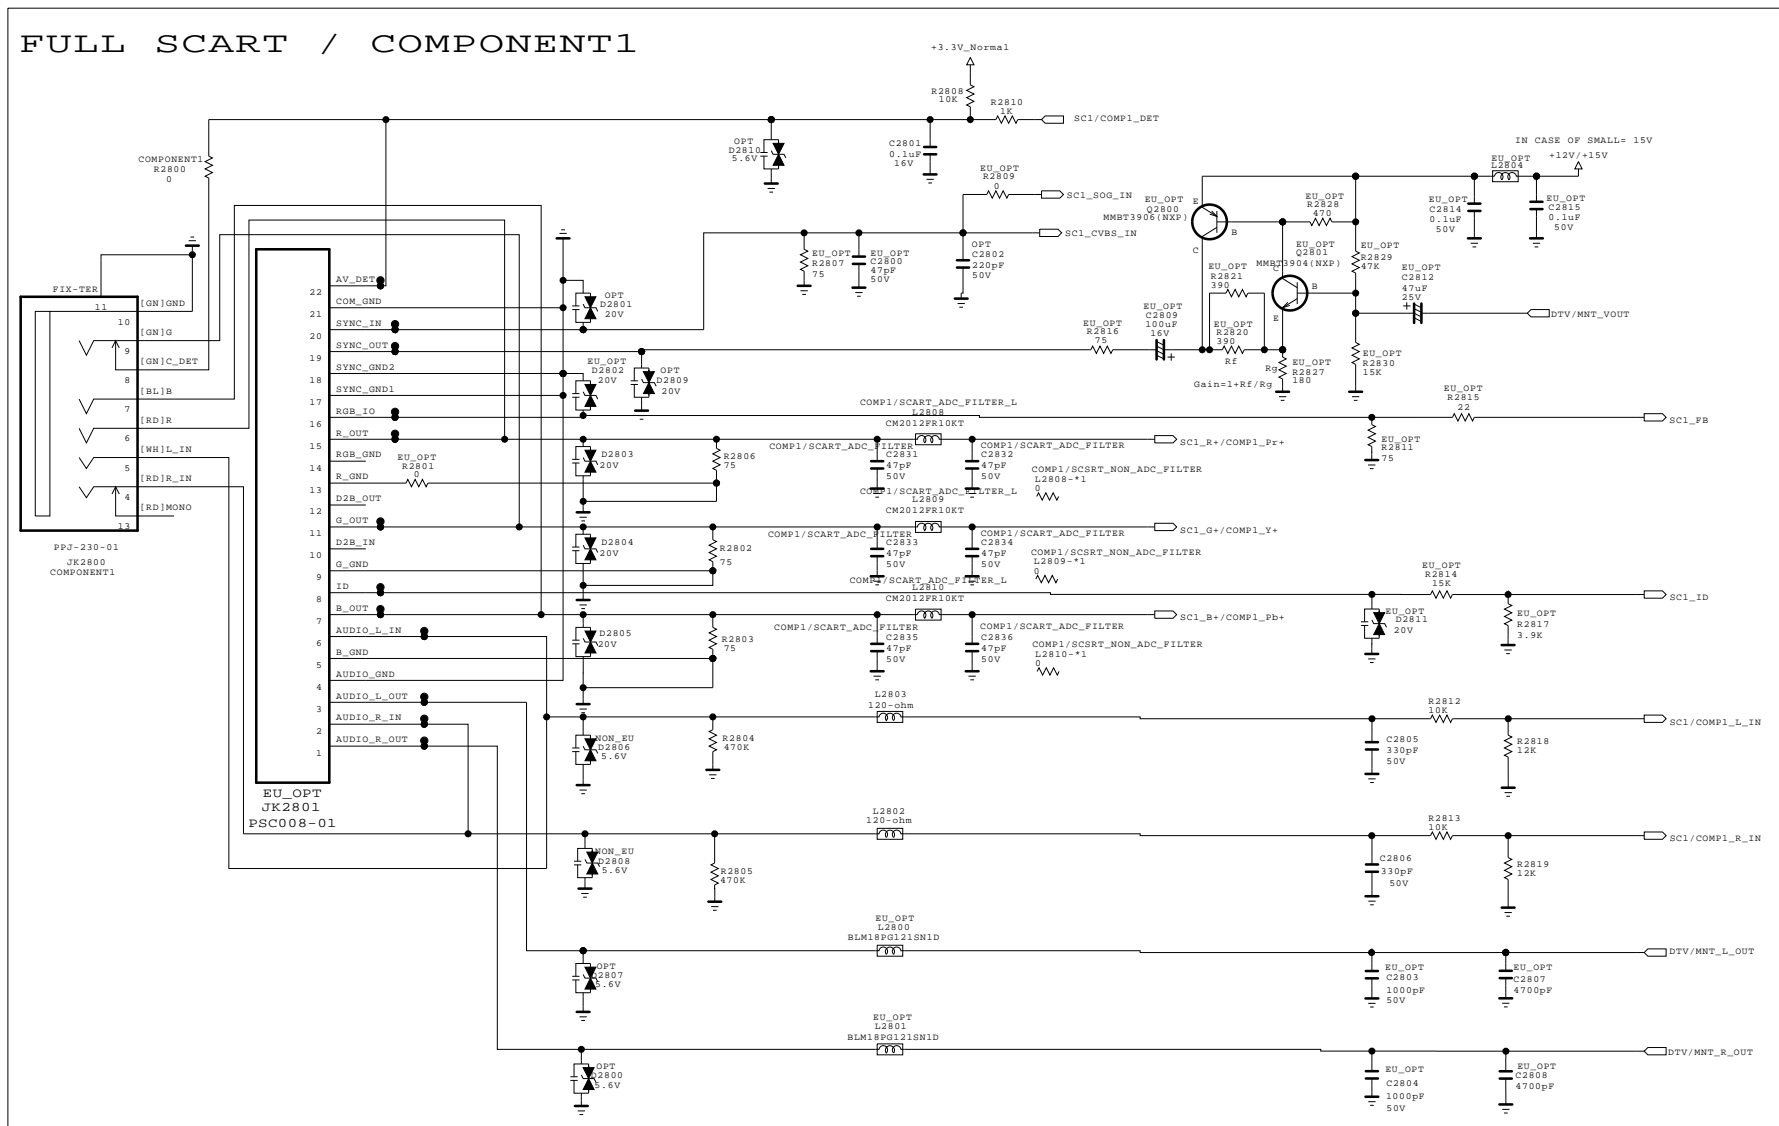 FULL SCART / COMPONENT1
+3.3V_Normal
R2808
10K
R2810
1K
SC1/COMP1_DET
OPT
D2810
5.6V
C2801
0.1uF
16V
COMPONENT1
R2800
0
EU_OPT
R2809
0
SC1_SOG_IN
SC1_CVBS_IN
EU_OPT
R2807
75
EU_OPT
C2800
47pF
50V
OPT
C2802
220pF
50V
IN CASE OF SMALL= 15V
+12V/+15V
EU_OPT
L2804
EU_OPT
C2814
0.1uF
50V
EU_OPT
C2815
0.1uF
50V
EU_OPT
Q2800
MMBT3906(NXP)
E
B
C
EU_OPT
R2828
470
EU_OPT
Q2801
MMBT3904(NXP)
C
B
E
EU_OPT
R2829
47K
EU_OPT
C2812
47uF
25V
+
DTV/MNT_VOUT
EU_OPT
R2821
390
EU_OPT
R2820
390
Rf
EU_OPT
C2809
100uF
16V
+
EU_OPT
R2816
75
Rg
EU_OPT
R2827
180
EU_OPT
R2830
15K
Gain=1+Rf/Rg
FIX-TER
11
[GN]GND
10
[GN]G
9
[GN]C_DET
8
[BL]B
7
[RD]R
6
[WH]L_IN
5
[RD]R_IN
4
[RD]MONO
13
PPJ-230-01
JK2800
COMPONENT1
AV_DET
22
COM_GND
21
SYNC_IN
20
SYNC_OUT
19
SYNC_GND2
18
SYNC_GND1
17
RGB_IO
16
R_OUT
15
RGB_GND
14
R_GND
13
D2B_OUT
12
G_OUT
11
D2B_IN
10
G_GND
9
ID
8
B_OUT
7
AUDIO_L_IN
6
B_GND
5
AUDIO_GND
4
AUDIO_L_OUT
3
AUDIO_R_IN
2
AUDIO_R_OUT
1
EU_OPT
JK2801
PSC008-01
OPT
D2801
20V
EU_OPT
D2802
20V
OPT
D2809
20V
EU_OPT
R2801
0
D2803
20V
R2806
75
COMP1/SCART_ADC_FILTER_L
L2808
CM2012FR10KT
COMP1/SCART_ADC_FILTER
C2831
47pF
50V
COMP1/SCART_ADC_FILTER
C2832
47pF
50V
COMP1/SCSRT_NON_ADC_FILTER
L2808-*1
0
SC1_R+/COMP1_Pr+
EU_OPT
R2811
75
EU_OPT
R2815
22
SC1_FB
D2804
20V
R2802
75
COMP1/SCART_ADC_FILTER_L
L2809
CM2012FR10KT
COMP1/SCART_ADC_FILTER
C2833
47pF
50V
COMP1/SCART_ADC_FILTER
C2834
47pF
50V
COMP1/SCSRT_NON_ADC_FILTER
L2809-*1
0
SC1_G+/COMP1_Y+
D2805
20V
R2803
75
COMP1/SCART_ADC_FILTER_L
L2810
CM2012FR10KT
COMP1/SCART_ADC_FILTER
C2835
47pF
50V
COMP1/SCART_ADC_FILTER
C2836
47pF
50V
COMP1/SCSRT_NON_ADC_FILTER
L2810-*1
0
SC1_B+/COMP1_Pb+
EU_OPT
R2814
15K
EU_OPT
D2811
20V
EU_OPT
R2817
3.9K
SC1_ID
L2803
120-ohm
NON_EU
D2806
5.6V
R2804
470K
C2805
330pF
50V
R2812
10K
R2818
12K
SC1/COMP1_L_IN
L2802
120-ohm
NON_EU
D2808
5.6V
R2805
470K
C2806
330pF
50V
R2813
10K
R2819
12K
SC1/COMP1_R_IN
EU_OPT
L2800
BLM18PG121SN1D
OPT
D2807
5.6V
EU_OPT
C2803
1000pF
50V
EU_OPT
C2807
4700pF
DTV/MNT_L_OUT
EU_OPT
L2801
BLM18PG121SN1D
OPT
D2800
5.6V
EU_OPT
C2804
1000pF
50V
EU_OPT
C2808
4700pF
DTV/MNT_R_OUT